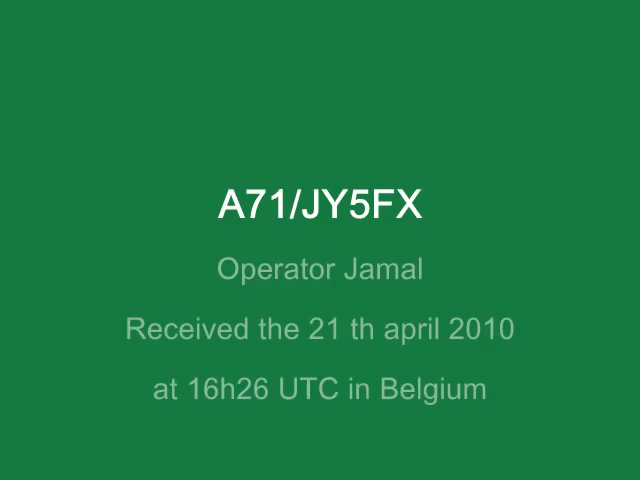 A71/JY5FX
Operator Jamal
Received the 21 th april 2010
at 16h26 UTC in Belgium